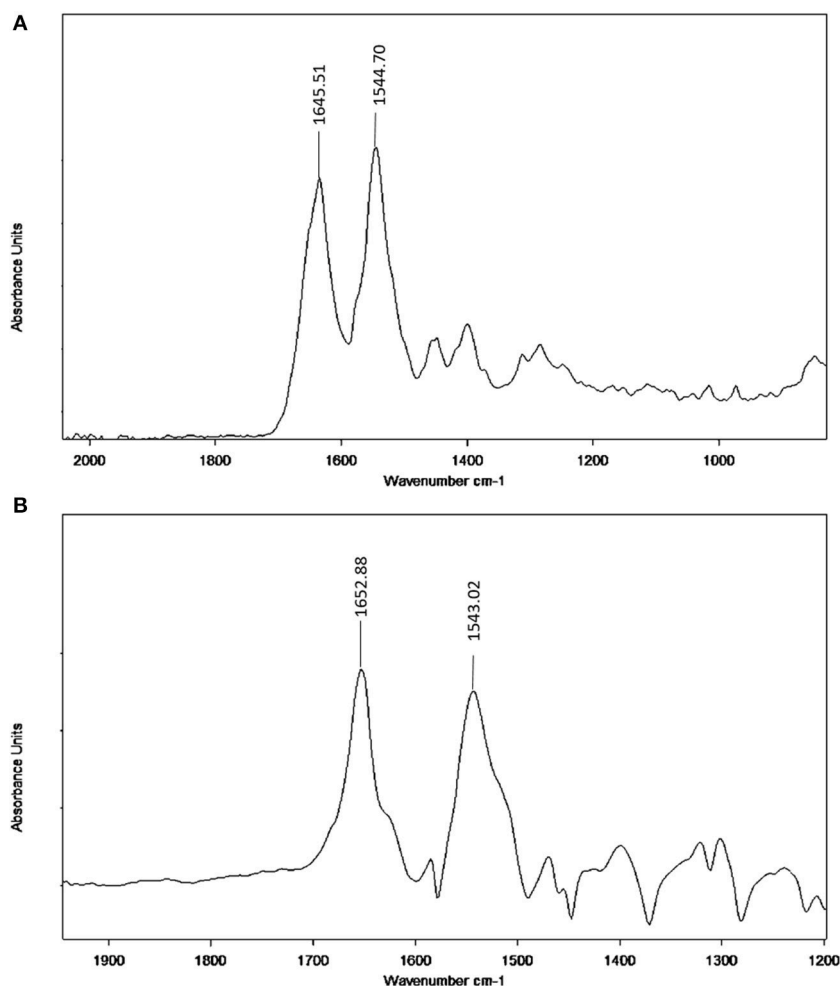 A
1645.51
1544.70
Absorbance Units
2000 1800 1600 1400 1200 1000
Wavenumber cm-1
B
1652.88
1543.02
Absorbance Units
1900 1800 1700 1600 1500 1400 1300 1200
Wavenumber cm-1